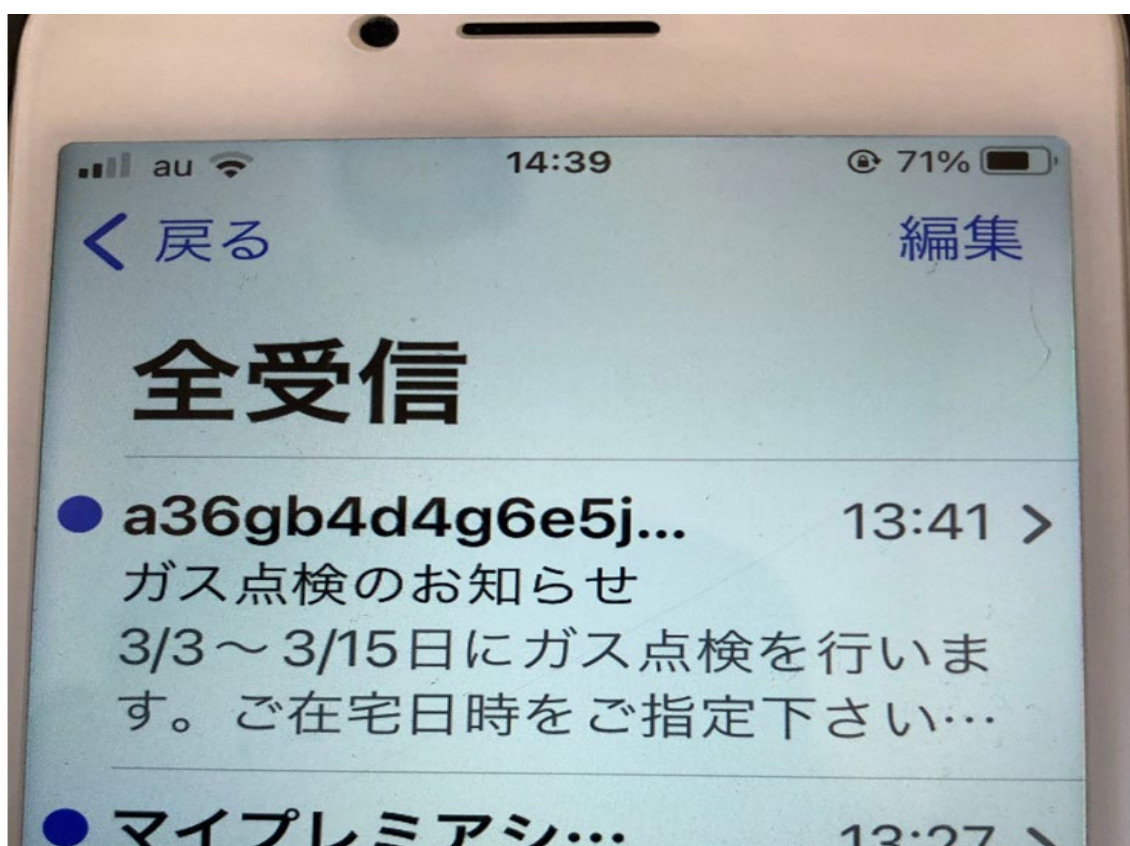 au 14:39 71%
戻る 編集
全受信
a36gb4d4g6e5j... 13:41
ガス点検のお知らせ
3/3～3/15日にガス点検を行いま
す。ご在宅日時をご指定下さい…
マイプレミアシ… 13:27